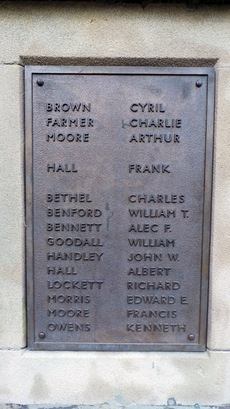 BROWN CYRIL
FARMER CHARLIE
MOORE ARTHUR
HALL FRANK
BETHEL CHARLES
BENFORD WILLIAM T.
BENNETT ALEC F.
GOODALL WILLIAM
HANDLEY JOHN W.
HALL ALBERT
LOCKETT RICHARD
MORRIS EDWARD E.
MOORE FRANCIS
OWENS KENNETH